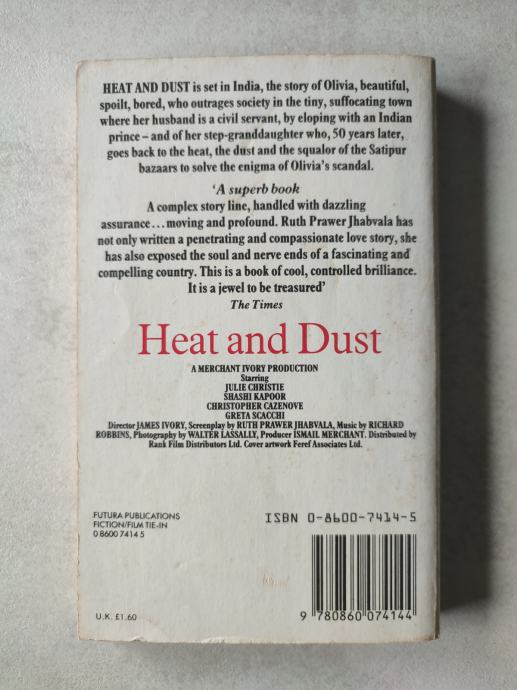 HEAT AND DUST is set in India, the story of Olivia, beautiful,
spoilt, bored, who outrages society in the tiny, suffocating town
where her husband is a civil servant, by eloping with an Indian
prince – and of her step-granddaughter who, 50 years later,
goes back to the heat, the dust and the squalor of the Satipur
bazaars to solve the enigma of Olivia's scandal.
'A superb book
A complex story line, handled with dazzling
assurance...moving and profound. Ruth Prawer Jhabvala has
not only written a penetrating and compassionate love story, she
has also exposed the soul and nerve ends of a fascinating and
compelling country. This is a book of cool, controlled brilliance.
It is a jewel to be treasured'
The Times
Heat and Dust
A MERCHANT IVORY PRODUCTION
Starring
JULIE CHRISTIE
SHASHI KAPOOR
CHRISTOPHER CAZENOVE
GRETA SCACCHI
Director JAMES IVORY, Screenplay by RUTH PRAWER JHABVALA, Music by RICHARD
ROBBINS, Photography by WALTER LASSALLY, Producer ISMAIL MERCHANT. Distributed by
Rank Film Distributors Ltd. Cover artwork Feref Associates Ltd.
FUTURA PUBLICATIONS
FICTION/FILM TIE-IN
0 8600 7414 5
ISBN 0-8600-7414-5
9 780860 074144
U.K. £1.60